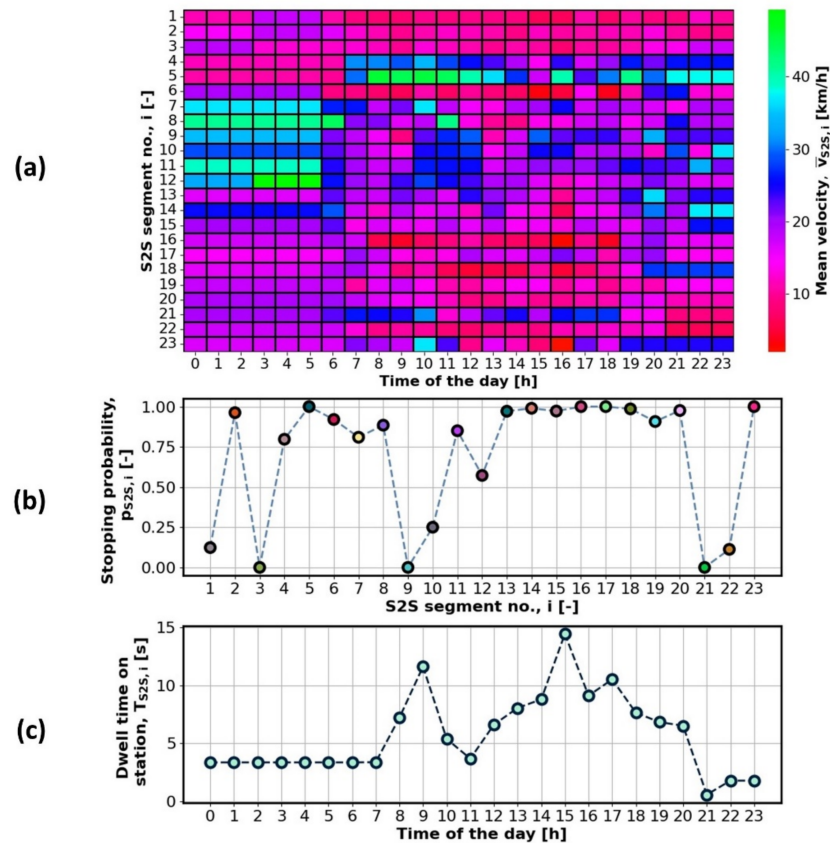 (a)
S2S segment no., i [-]
1
2
3
4
5
6
7
8
9
10
11
12
13
14
15
16
17
18
19
20
21
22
23
0 1 2 3 4 5 6 7 8 9 10 11 12 13 14 15 16 17 18 19 20 21 22 23
Time of the day [h]
40
30
20
10
Mean velocity, v̄S2S,i [km/h]
(b)
Stopping probability,
pS2S,i [-]
1.00
0.75
0.50
0.25
0.00
1 2 3 4 5 6 7 8 9 10 11 12 13 14 15 16 17 18 19 20 21 22 23
S2S segment no., i [-]
(c)
Dwell time on
station, TS2S,i [s]
15
10
5
0
0 1 2 3 4 5 6 7 8 9 10 11 12 13 14 15 16 17 18 19 20 21 22 23
Time of the day [h]